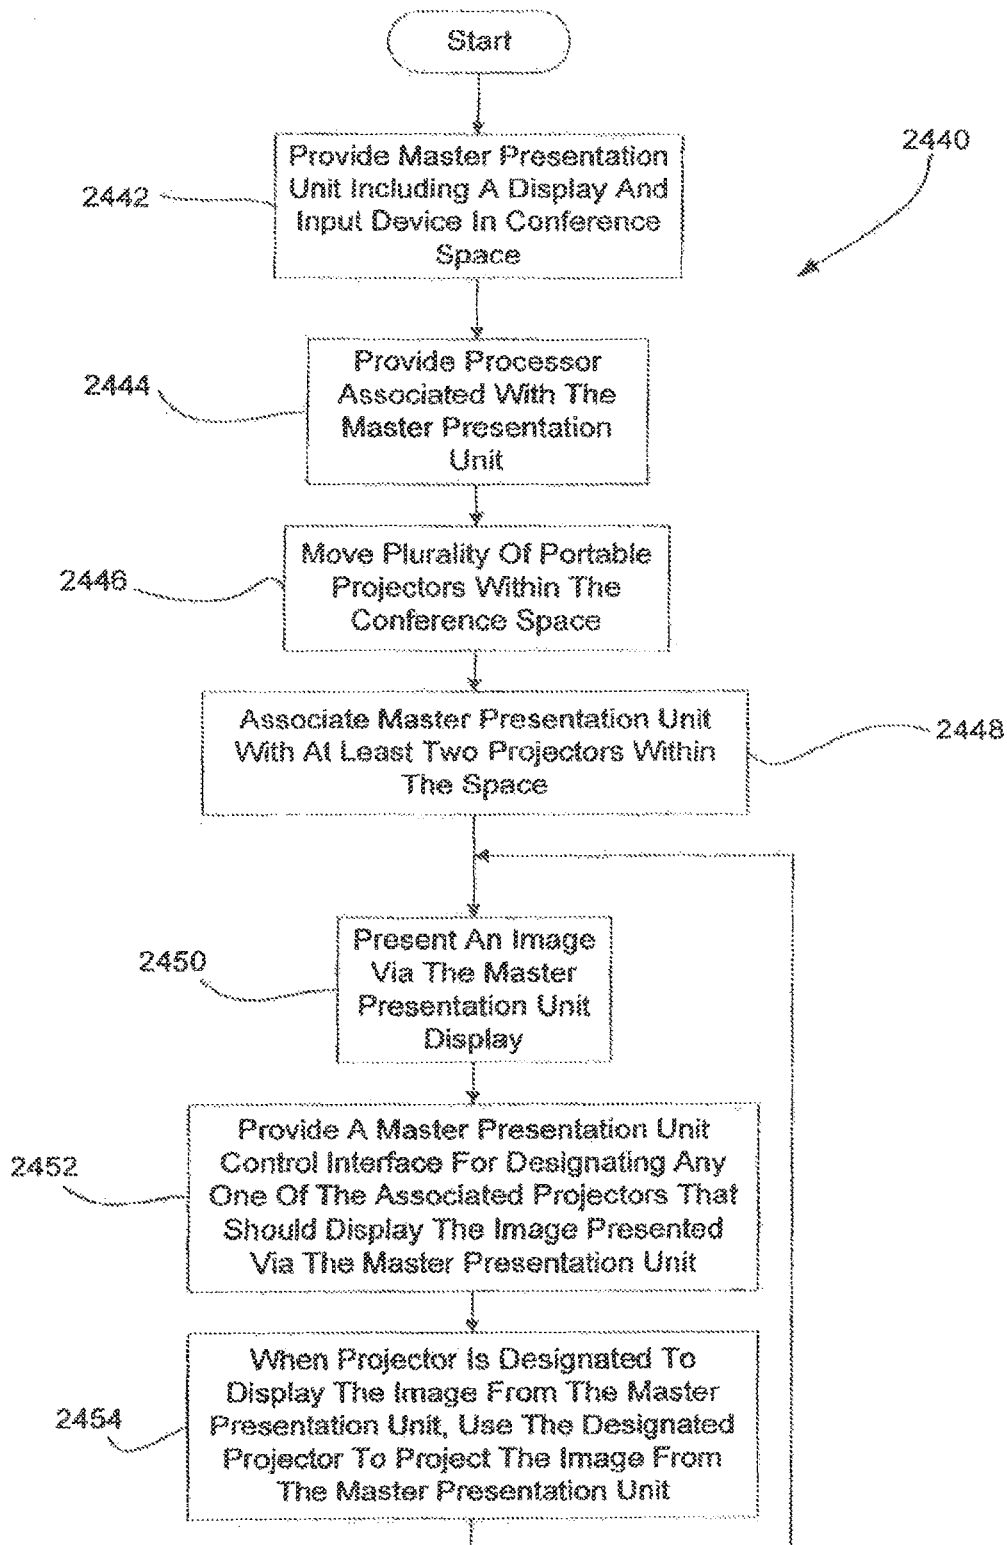 Start
2440
Provide Master Presentation
Unit Including A Display And
Input Device In Conference
Space
2442
Provide Processor
Associated With The
Master Presentation
Unit
2444
Move Plurality Of Portable
Projectors Within The
Conference Space
2446
Associate Master Presentation Unit
With At Least Two Projectors Within
The Space
2448
Present An Image
Via The Master
Presentation Unit
Display
2450
Provide A Master Presentation Unit
Control Interface For Designating Any
One Of The Associated Projectors That
Should Display The Image Presented
Via The Master Presentation Unit
2452
When Projector Is Designated To
Display The Image From The Master
Presentation Unit, Use The Designated
Projector To Project The Image From
The Master Presentation Unit
2454